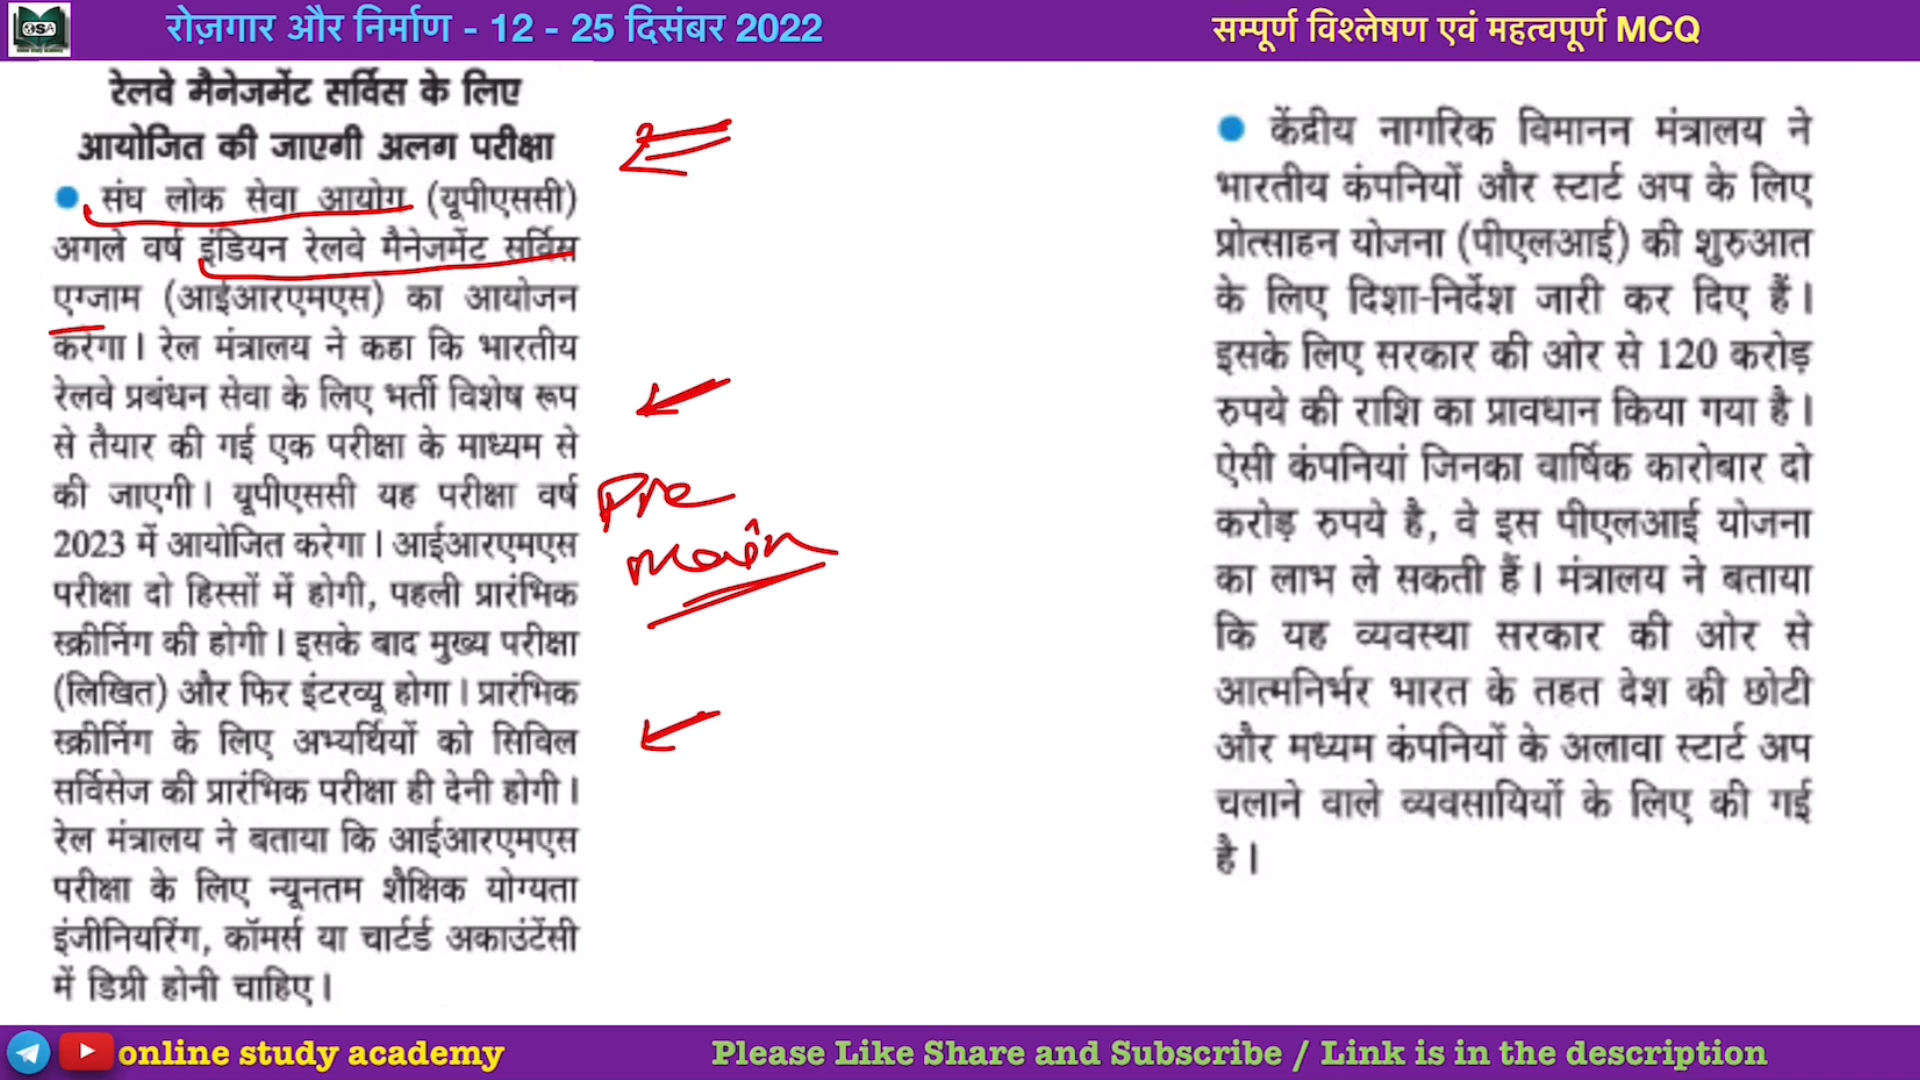 OSA
रोज़गार और निर्माण - 12 - 25 दिसंबर 2022
सम्पूर्ण विश्लेषण एवं महत्वपूर्ण MCQ
रेलवे मैनेजमेंट सर्विस के लिए
आयोजित की जाएगी अलग परीक्षा
संघ लोक सेवा आयोग (यूपीएससी)
अगले वर्ष इंडियन रेलवे मैनेजमेंट सर्विस
एग्जाम (आईआरएमएस) का आयोजन
करेगा। रेल मंत्रालय ने कहा कि भारतीय
रेलवे प्रबंधन सेवा के लिए भर्ती विशेष रूप
से तैयार की गई एक परीक्षा के माध्यम से
की जाएगी। यूपीएससी यह परीक्षा वर्ष
2023 में आयोजित करेगा। आईआरएमएस
परीक्षा दो हिस्सों में होगी, पहली प्रारंभिक
स्क्रीनिंग की होगी। इसके बाद मुख्य परीक्षा
(लिखित) और फिर इंटरव्यू होगा। प्रारंभिक
स्क्रीनिंग के लिए अभ्यर्थियों को सिविल
सर्विसेज की प्रारंभिक परीक्षा ही देनी होगी।
रेल मंत्रालय ने बताया कि आईआरएमएस
परीक्षा के लिए न्यूनतम शैक्षिक योग्यता
इंजीनियरिंग, कॉमर्स या चार्टर्ड अकाउंटेंसी
में डिग्री होनी चाहिए।
Pre
main
केंद्रीय नागरिक विमानन मंत्रालय ने
भारतीय कंपनियों और स्टार्ट अप के लिए
प्रोत्साहन योजना (पीएलआई) की शुरुआत
के लिए दिशा-निर्देश जारी कर दिए हैं।
इसके लिए सरकार की ओर से 120 करोड़
रुपये की राशि का प्रावधान किया गया है।
ऐसी कंपनियां जिनका वार्षिक कारोबार दो
करोड़ रुपये है, वे इस पीएलआई योजना
का लाभ ले सकती हैं। मंत्रालय ने बताया
कि यह व्यवस्था सरकार की ओर से
आत्मनिर्भर भारत के तहत देश की छोटी
और मध्यम कंपनियों के अलावा स्टार्ट अप
चलाने वाले व्यवसायियों के लिए की गई
है।
online study academy
Please Like Share and Subscribe / Link is in the description